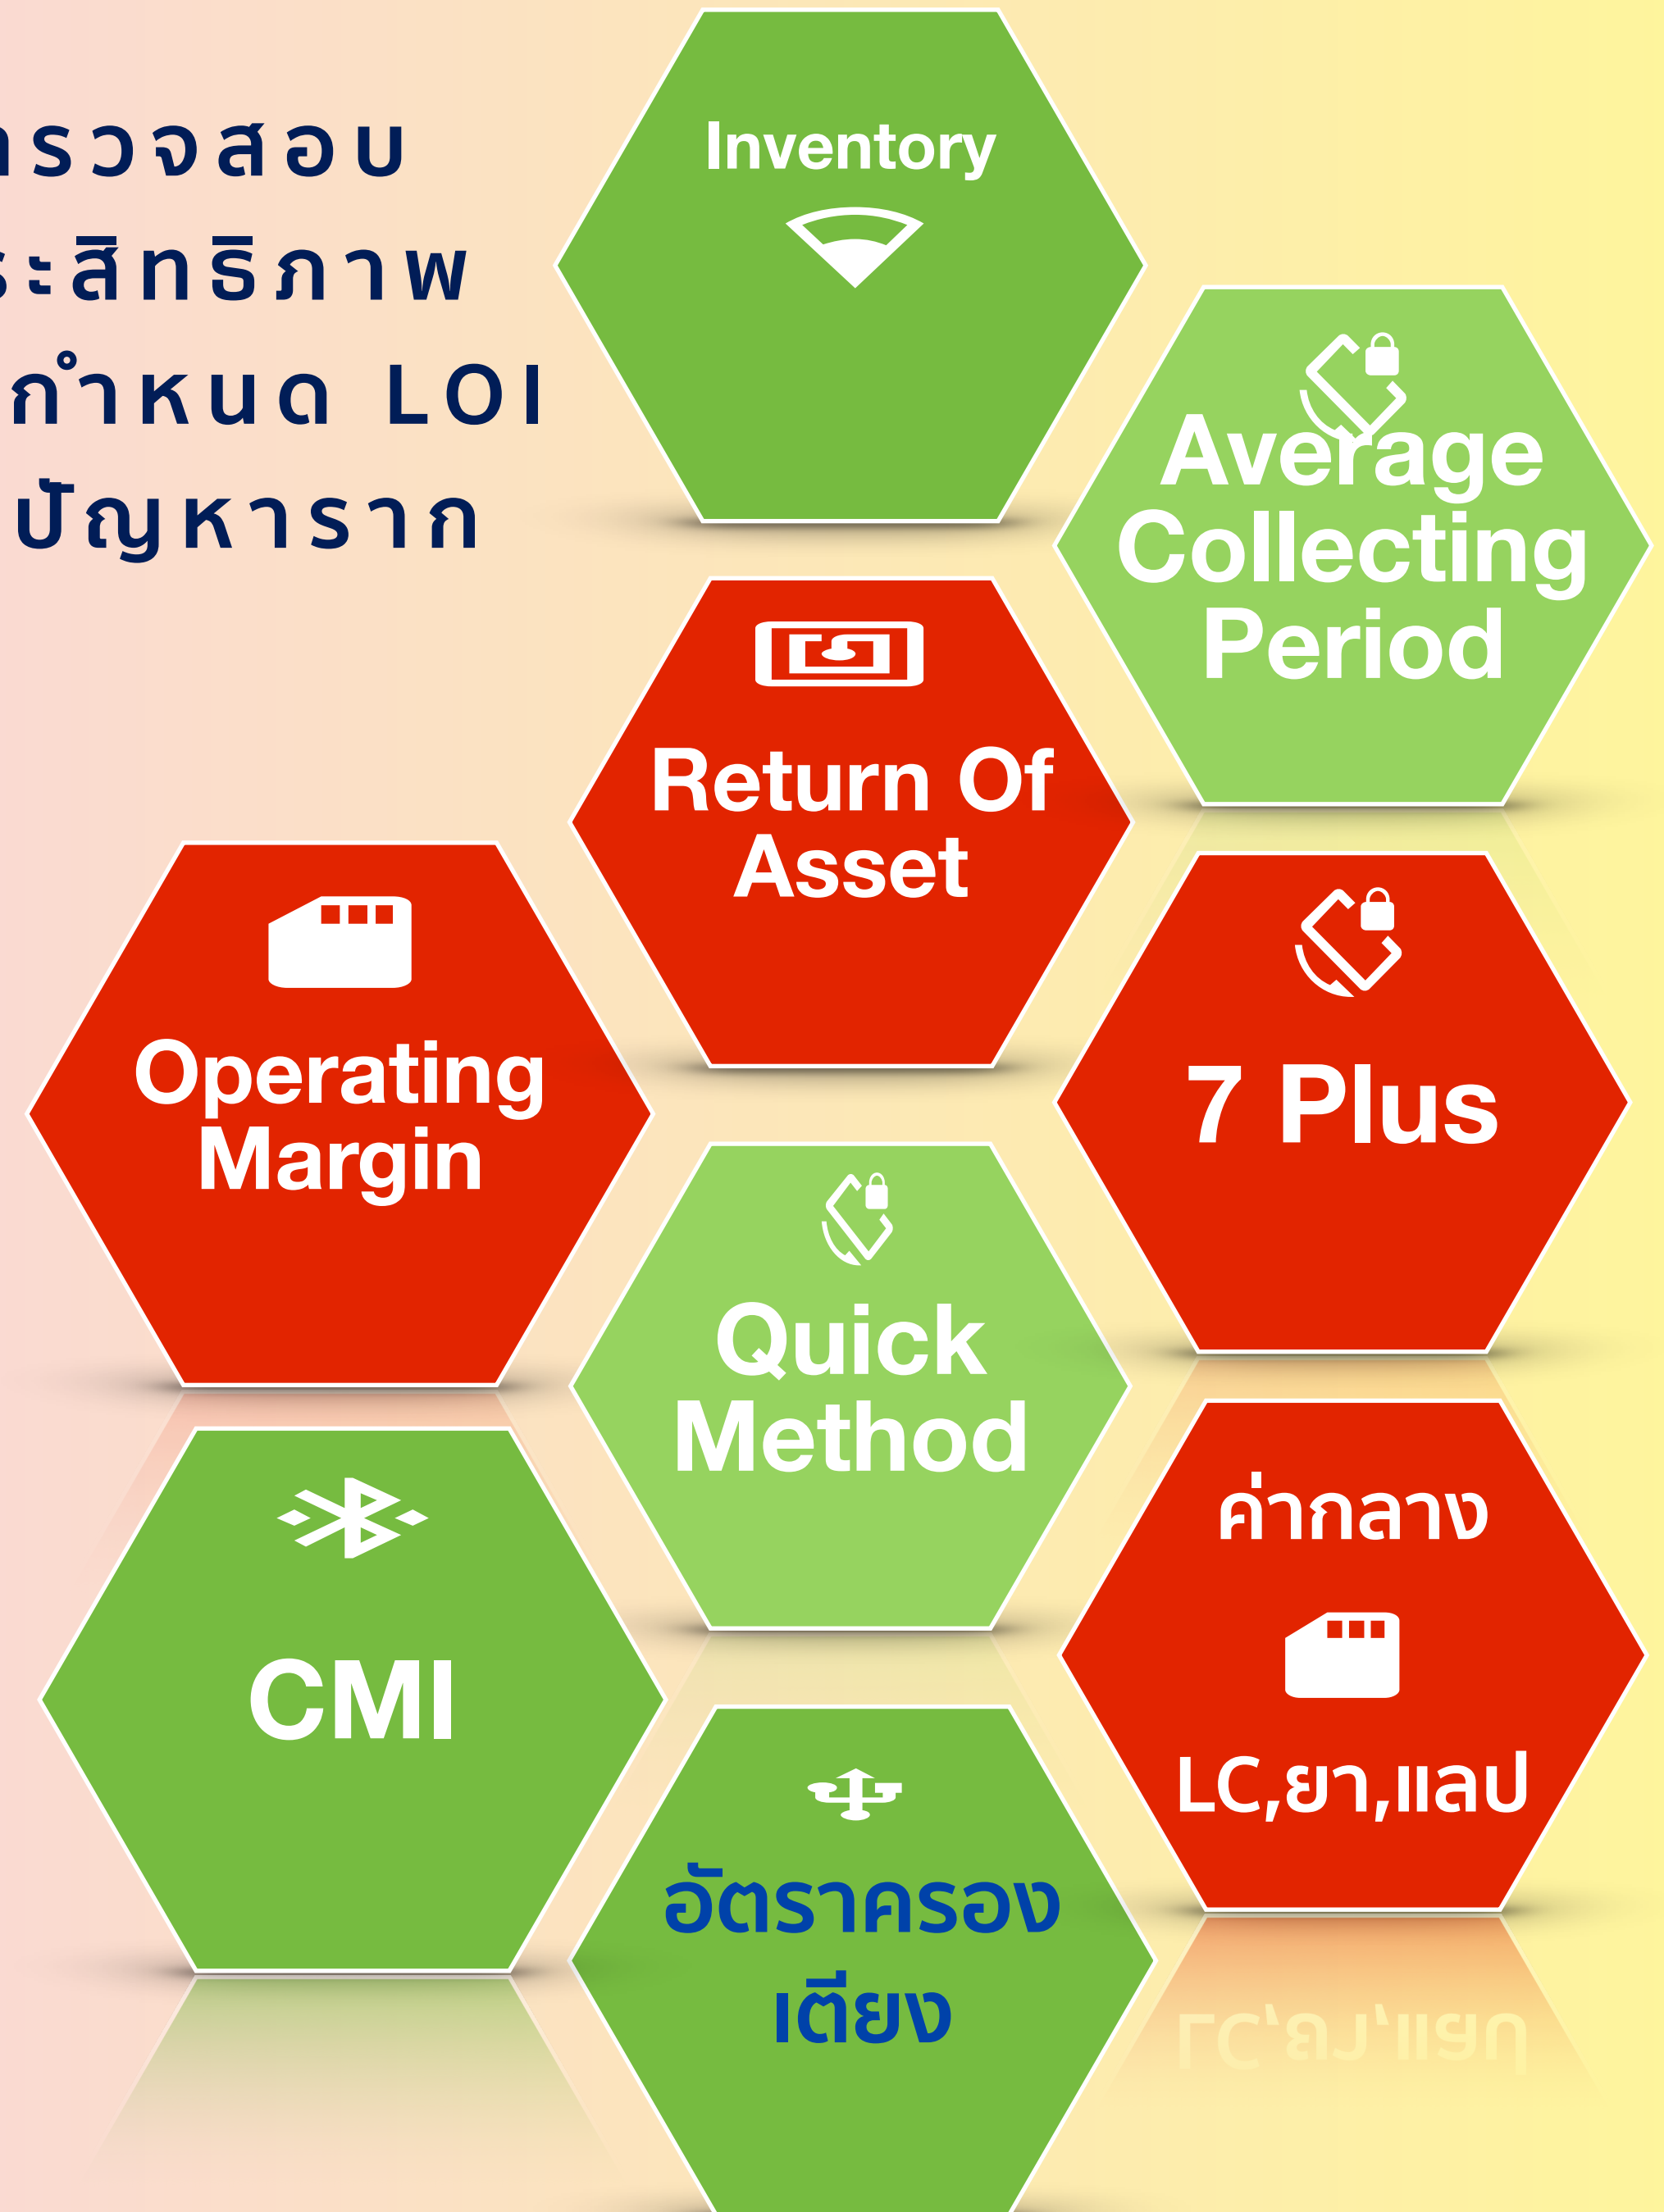 ตรวจสอบ
ระสิทธิภาพ
กำหนด LOI
ปัญหาราก
Inventory
Average
Collecting
Period
Return Of
Asset
Operating
Margin
7 Plus
Quick
Method
ค่ากลาง
LC,ยา,แลป
CMI
อัตราครอง
เตียง